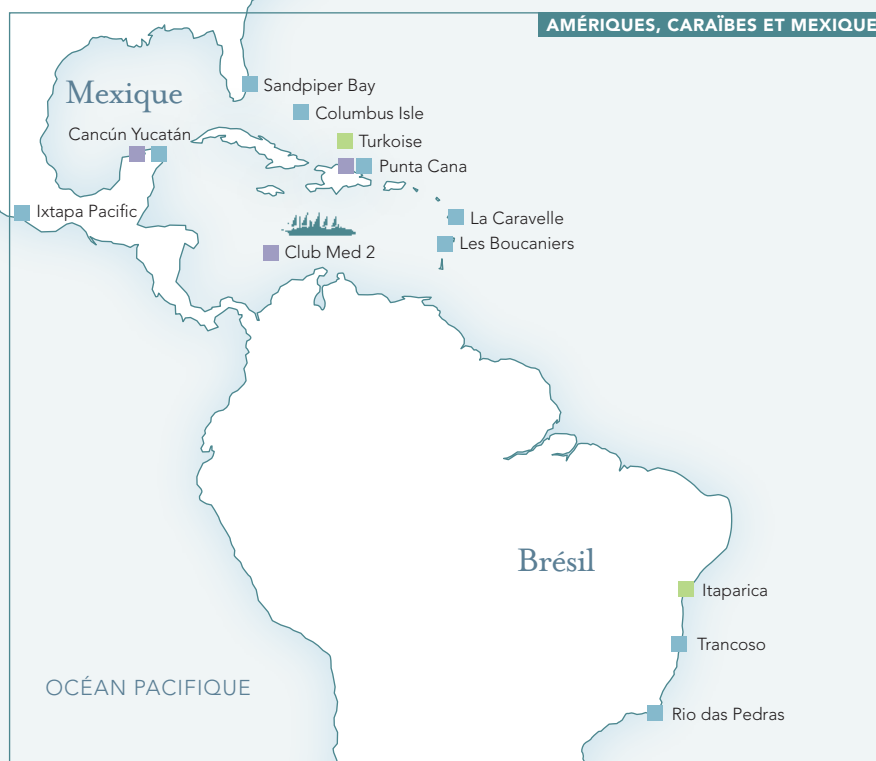 AMÉRIQUES, CARAÏBES ET MEXIQUE
Mexique
Sandpiper Bay
Columbus Isle
Cancún Yucatán
Turkoise
Punta Cana
Ixtapa Pacific
La Caravelle
Les Boucaniers
Club Med 2
Brésil
Itaparica
Trancoso
OCÉAN PACIFIQUE
Rio das Pedras